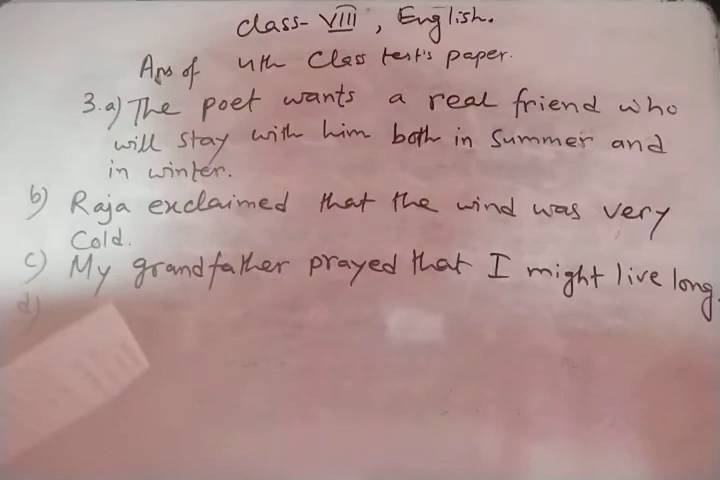 class-VIII, English.
Ans of 4th Class test's paper.
3.a) The poet wants a real friend who
will stay with him both in summer and
in winter.
b) Raja exclaimed that the wind was very
Cold.
c) My grandfather prayed that I might live long.
d)